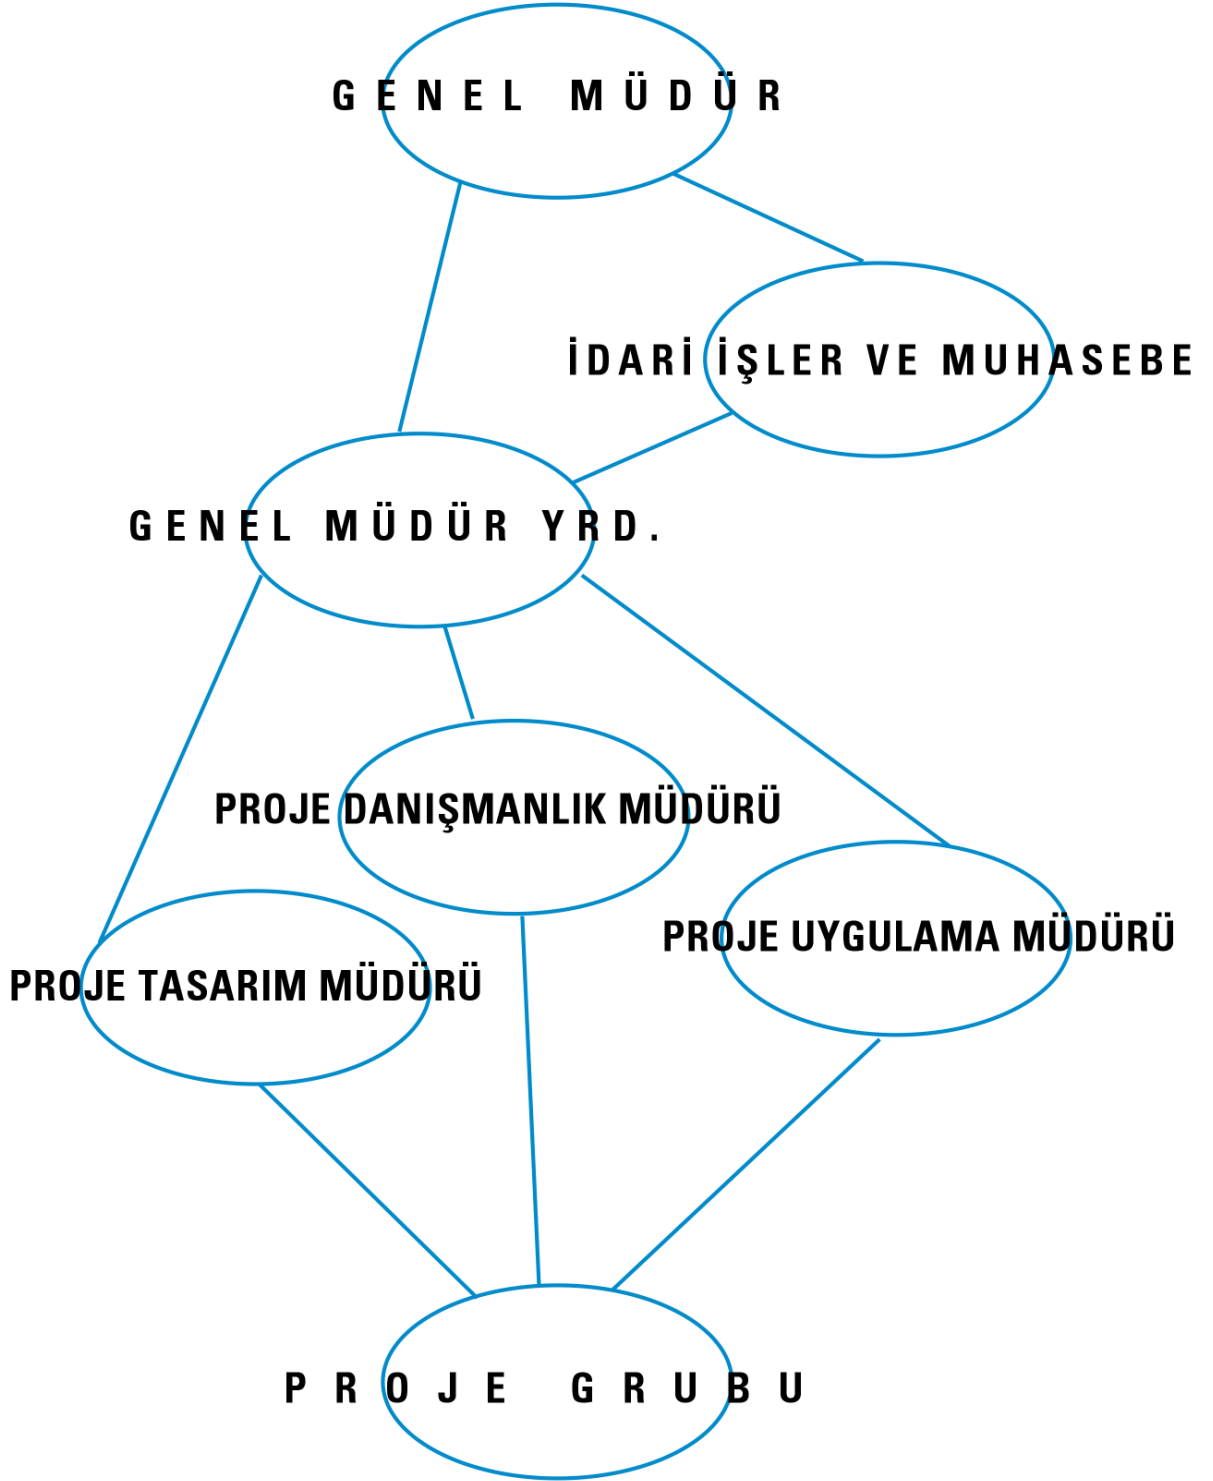 GENEL MÜDÜR
İDARİ İŞLER VE MUHASEBE
GENEL MÜDÜR YRD.
PROJE DANIŞMANLIK MÜDÜRÜ
PROJE UYGULAMA MÜDÜRÜ
PROJE TASARIM MÜDÜRÜ
PROJE GRUBU